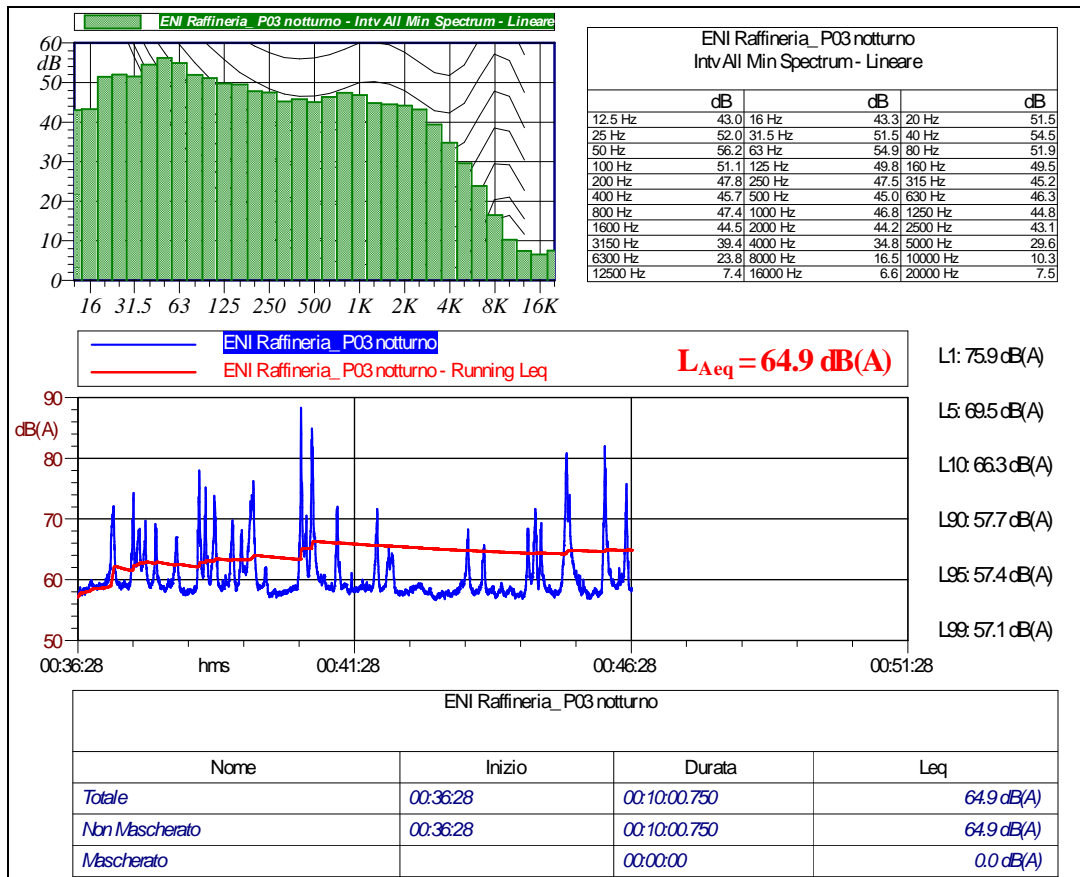 ENI Raffineria_P03 notturno - Intv All Min Spectrum - Lineare
60
dB
50
40
30
20
10
0
16 31.5 63 125 250 500 1K 2K 4K 8K 16K
ENI Raffineria_P03 notturno
Intv All Min Spectrum - Lineare
dB dB dB
12.5 Hz 43.0 16 Hz 43.3 20 Hz 51.5
25 Hz 52.0 31.5 Hz 51.5 40 Hz 54.5
50 Hz 56.2 63 Hz 54.9 80 Hz 51.9
100 Hz 51.1 125 Hz 49.8 160 Hz 49.5
200 Hz 47.8 250 Hz 47.5 315 Hz 45.2
400 Hz 45.7 500 Hz 45.0 630 Hz 46.3
800 Hz 47.4 1000 Hz 46.8 1250 Hz 44.8
1600 Hz 44.5 2000 Hz 44.2 2500 Hz 43.1
3150 Hz 39.4 4000 Hz 34.8 5000 Hz 29.6
6300 Hz 23.8 8000 Hz 16.5 10000 Hz 10.3
12500 Hz 7.4 16000 Hz 6.6 20000 Hz 7.5
ENI Raffineria_P03 notturno
ENI Raffineria_P03 notturno - Running Leq
LAeq = 64.9 dB(A)
L1: 75.9 dB(A)
L5: 69.5 dB(A)
L10: 66.3 dB(A)
L90: 57.7 dB(A)
L95: 57.4 dB(A)
L99: 57.1 dB(A)
90
dB(A)
80
70
60
50
00:36:28 hms 00:41:28 00:46:28 00:51:28
ENI Raffineria_P03 notturno
Nome Inizio Durata Leq
Totale 00:36:28 00:10:00.750 64.9 dB(A)
Non Mascherato 00:36:28 00:10:00.750 64.9 dB(A)
Mascherato 00:00:00 0.0 dB(A)